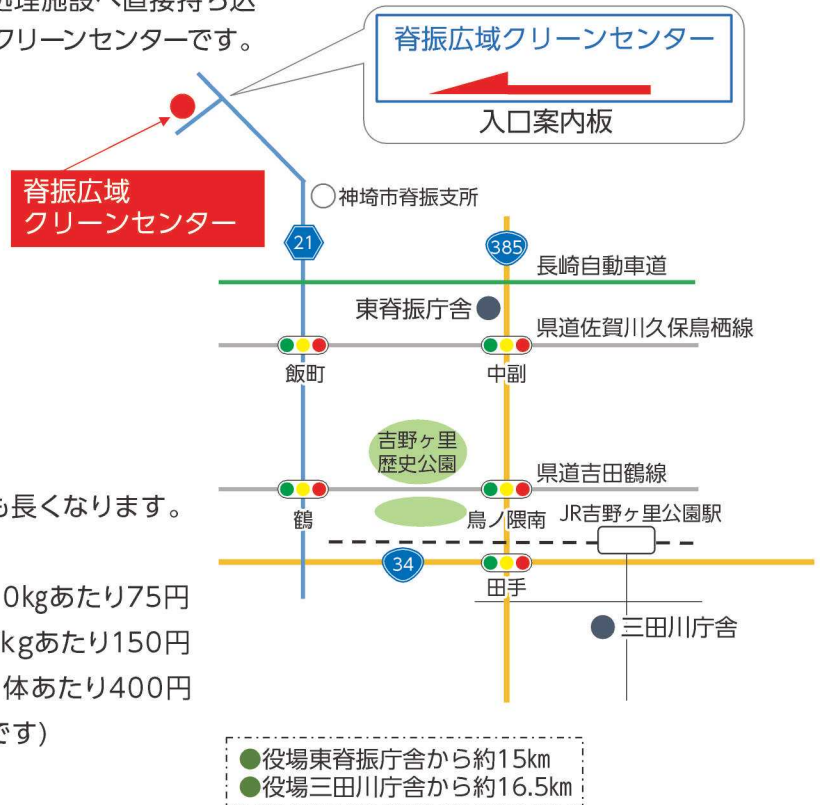 処理施設へ直接持ち込
クリーンセンターです。
脊振広域クリーンセンター
入口案内板
脊振広域
クリーンセンター
神埼市脊振支所
21
385
長崎自動車道
東脊振庁舎
県道佐賀川久保鳥栖線
飯町
中副
吉野ヶ里
歴史公園
県道吉田鶴線
も長くなります。
鶴
鳥ノ隈南
JR吉野ヶ里公園駅
34
田手
0kgあたり75円
kgあたり150円
三田川庁舎
体あたり400円
です)
●役場東脊振庁舎から約15km
●役場三田川庁舎から約16.5km